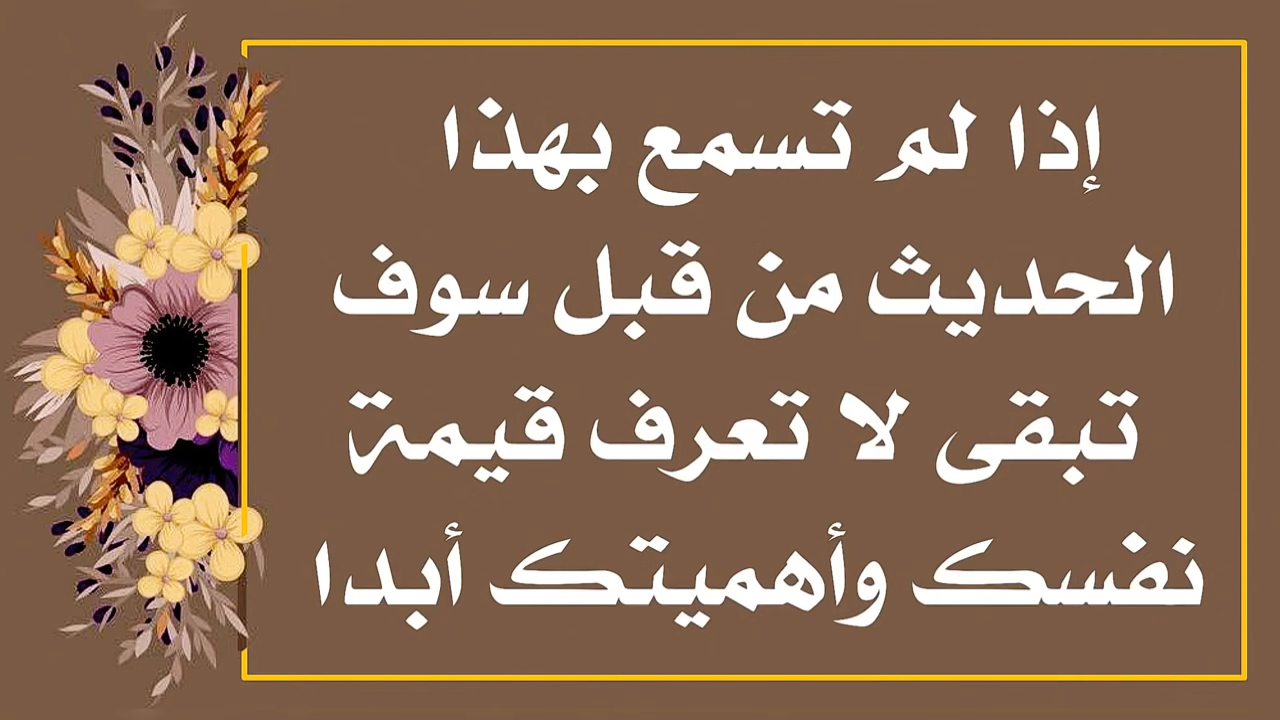 إذا لم تسمع بهذا
الحديث من قبل سوف
تبقى لا تعرف قيمة
نفسك وأهميتك أبدا